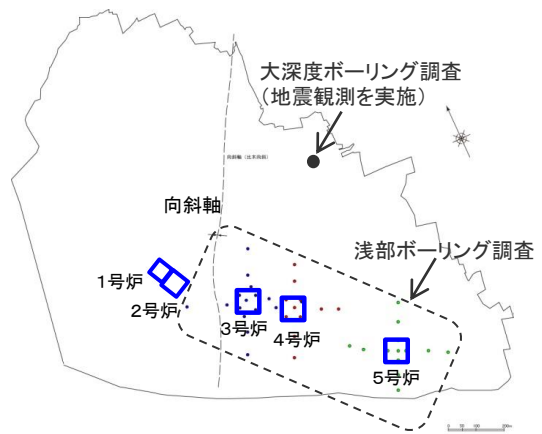 大深度ボーリング調査
(地震観測を実施)
向斜軸
浅部ボーリング調査
1号炉
2号炉
3号炉
4号炉
5号炉